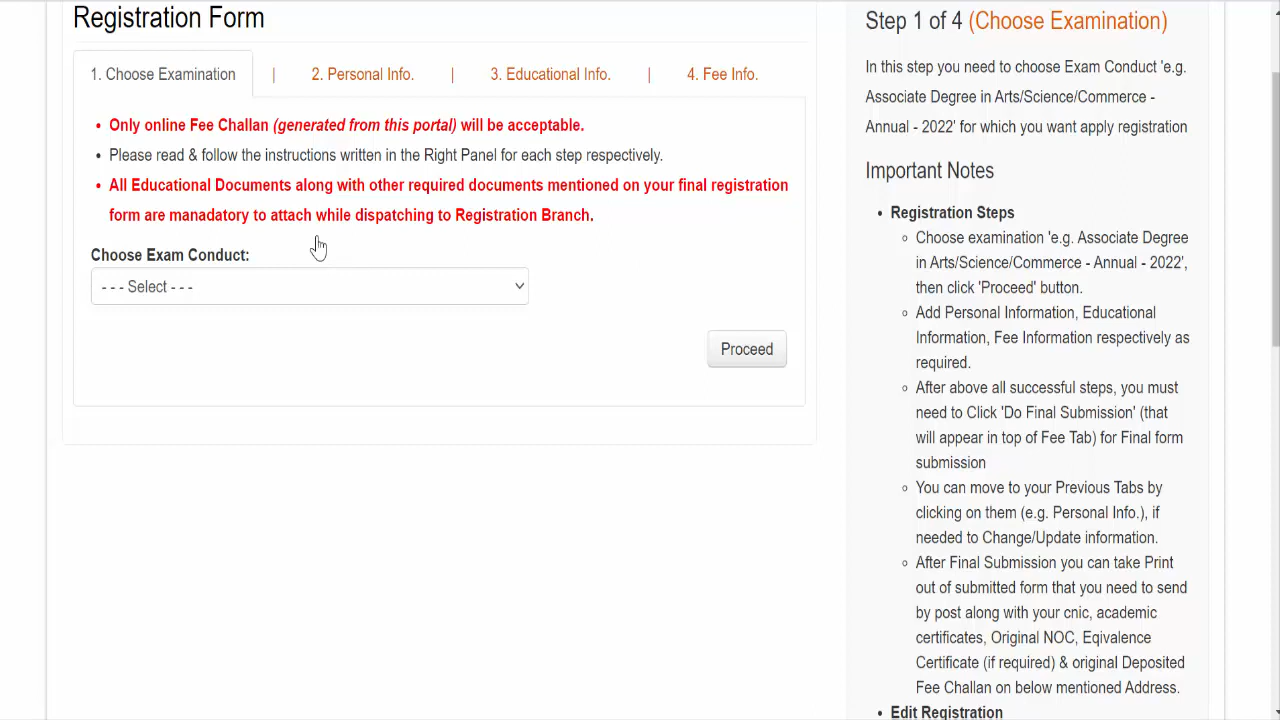 Registration Form
1. Choose Examination | 2. Personal Info. | 3. Educational Info. | 4. Fee Info.
Only online Fee Challan (generated from this portal) will be acceptable.
Please read & follow the instructions written in the Right Panel for each step respectively.
All Educational Documents along with other required documents mentioned on your final registration
form are manadatory to attach while dispatching to Registration Branch.
Choose Exam Conduct:
- - - Select - - -
Proceed
Step 1 of 4 (Choose Examination)
In this step you need to choose Exam Conduct 'e.g.
Associate Degree in Arts/Science/Commerce -
Annual - 2022' for which you want apply registration
Important Notes
Registration Steps
Choose examination 'e.g. Associate Degree
in Arts/Science/Commerce - Annual - 2022',
then click 'Proceed' button.
Add Personal Information, Educational
Information, Fee Information respectively as
required.
After above all successful steps, you must
need to Click 'Do Final Submission' (that
will appear in top of Fee Tab) for Final form
submission
You can move to your Previous Tabs by
clicking on them (e.g. Personal Info.), if
needed to Change/Update information.
After Final Submission you can take Print
out of submitted form that you need to send
by post along with your cnic, academic
certificates, Original NOC, Eqivalence
Certificate (if required) & original Deposited
Fee Challan on below mentioned Address.
Edit Registration